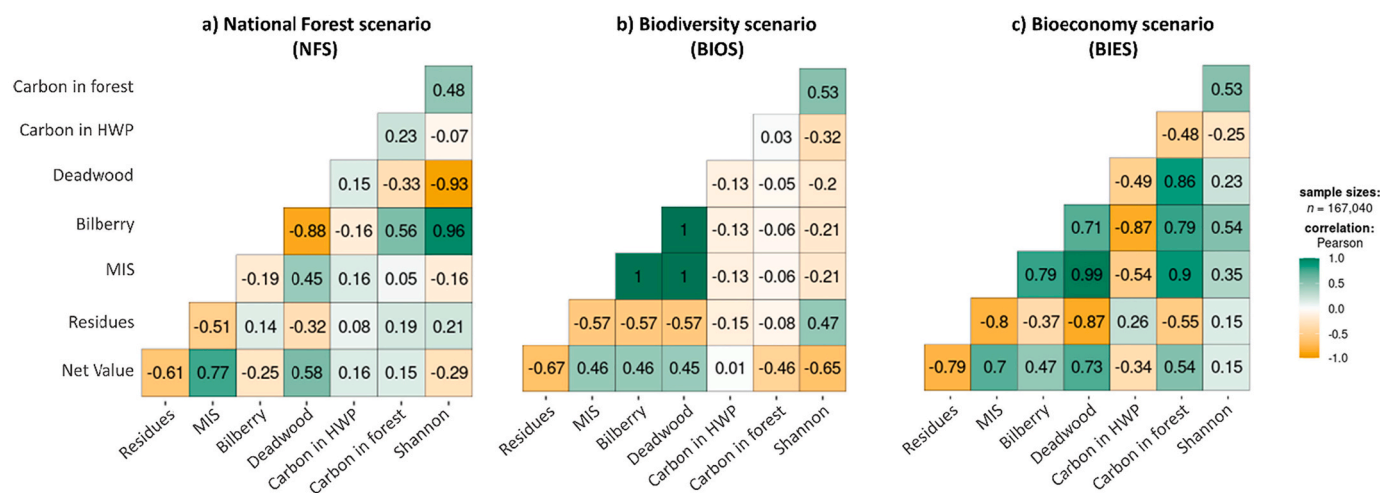 a) National Forest scenario
(NFS)
b) Biodiversity scenario
(BIOS)
c) Bioeconomy scenario
(BIES)
Carbon in forest
0.48
0.53
0.53
Carbon in HWP
0.23 -0.07
0.03 -0.32
-0.48 -0.25
Deadwood
0.15 -0.33 -0.93
-0.13 -0.05 -0.2
-0.49 0.86 0.23
Bilberry
-0.88 -0.16 0.56 0.96
1 -0.13 -0.06 -0.21
0.71 -0.87 0.79 0.54
MIS
-0.19 0.45 0.16 0.05 -0.16
1 1 -0.13 -0.06 -0.21
0.79 0.99 -0.54 0.9 0.35
Residues
-0.51 0.14 -0.32 0.08 0.19 0.21
-0.57 -0.57 -0.57 -0.15 -0.08 0.47
-0.8 -0.37 -0.87 0.26 -0.55 0.15
Net Value
-0.61 0.77 -0.25 0.58 0.16 0.15 -0.29
-0.67 0.46 0.46 0.45 0.01 -0.46 -0.65
-0.79 0.7 0.47 0.73 -0.34 0.54 0.15
Residues
MIS
Bilberry
Deadwood
Carbon in HWP
Carbon in forest
Shannon
Residues
MIS
Bilberry
Deadwood
Carbon in HWP
Carbon in forest
Shannon
Residues
MIS
Bilberry
Deadwood
Carbon in HWP
Carbon in forest
Shannon
sample sizes:
n = 167,040
correlation:
Pearson
1.0
0.5
0.0
-0.5
-1.0